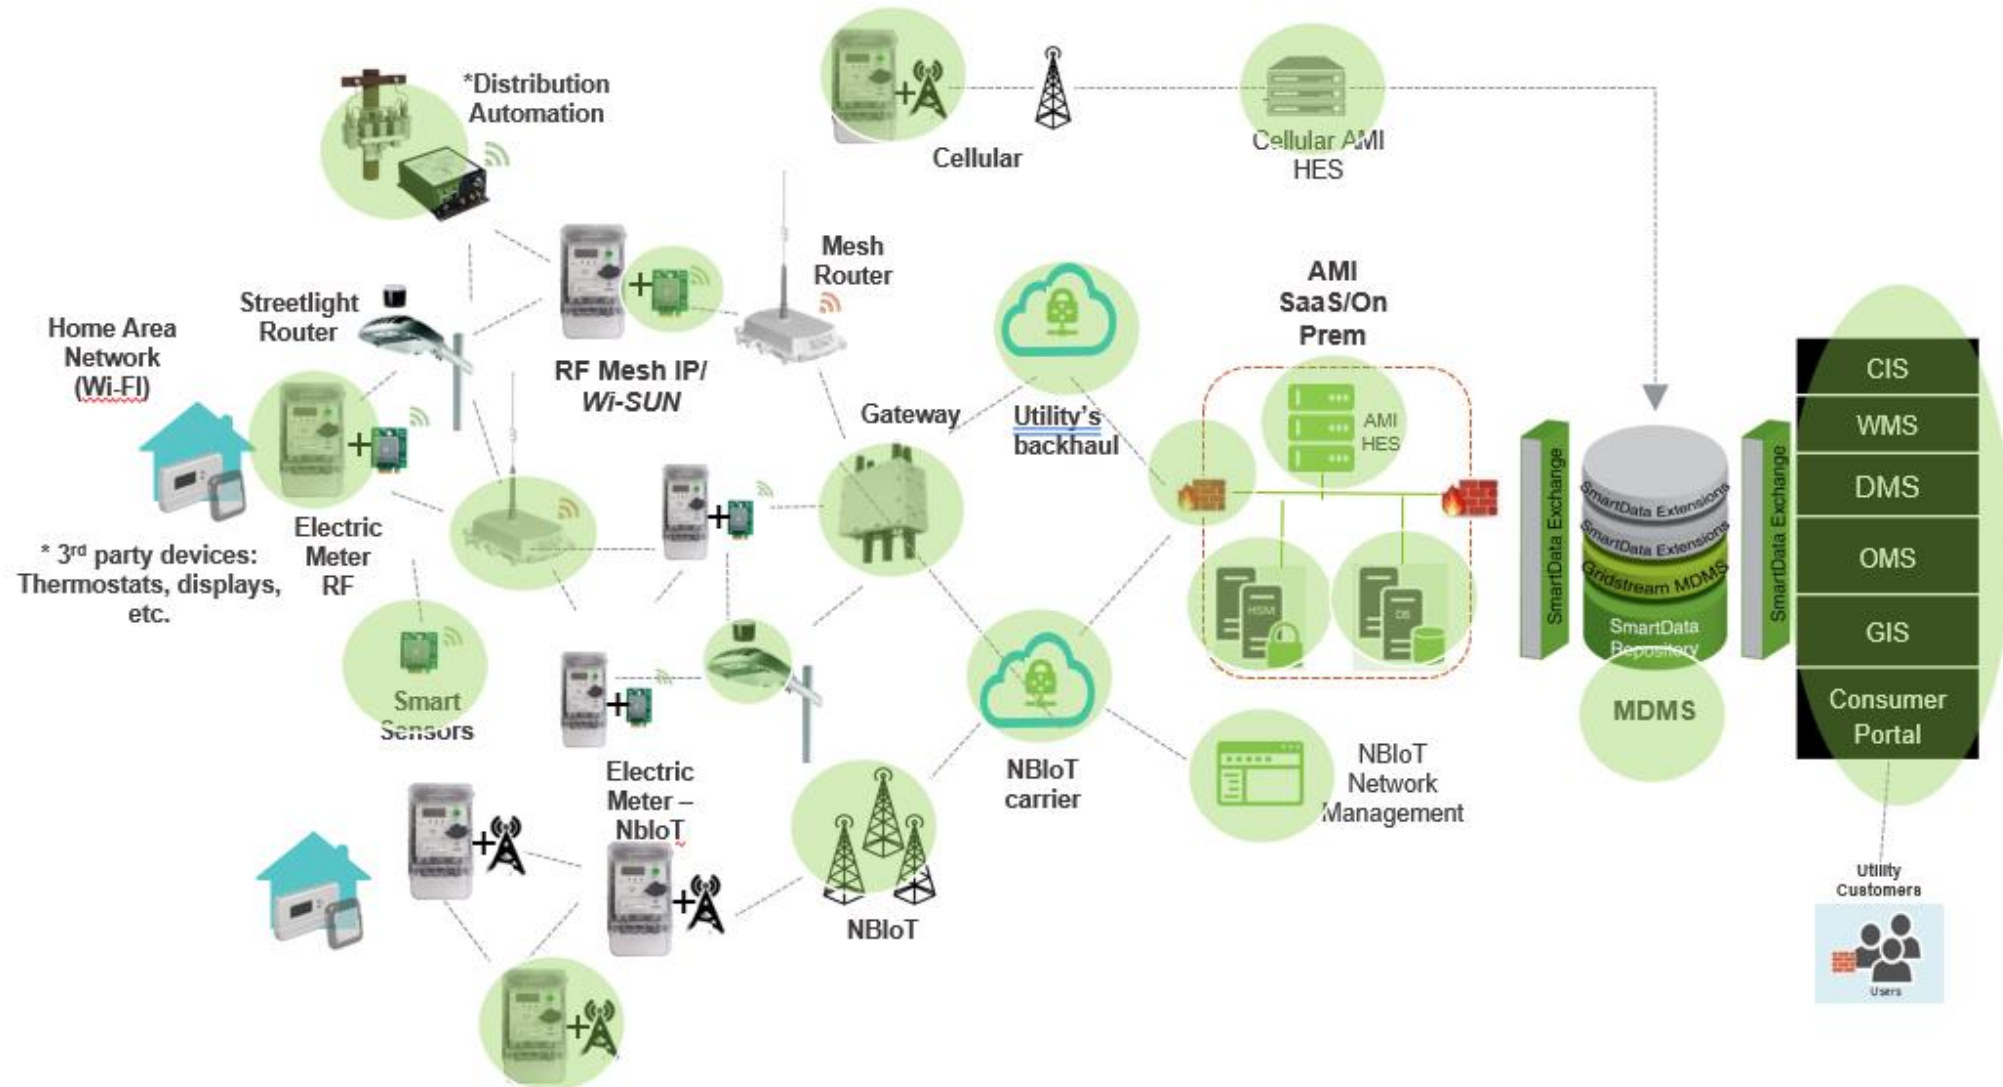 *Distribution
Automation
Cellular
Cellular AMI
HES
Mesh
Router
Streetlight
Router
Home Area
Network
(Wi-FI)
RF Mesh IP/
Wi-SUN
Gateway
Utility's
backhaul
AMI
SaaS/On
Prem
AMI
HES
HSM
DB
Electric
Meter
RF
* 3rd party devices:
Thermostats, displays,
etc.
Smart
Sensors
Electric
Meter –
NbIoT
NBIoT
NBIoT
carrier
NBIoT
Network
Management
SmartData Exchange
SmartData Extensions
SmartData Extensions
Gridstream MDMS
SmartData
Repository
MDMS
SmartData Exchange
CIS
WMS
DMS
OMS
GIS
Consumer
Portal
Utility
Customers
Users